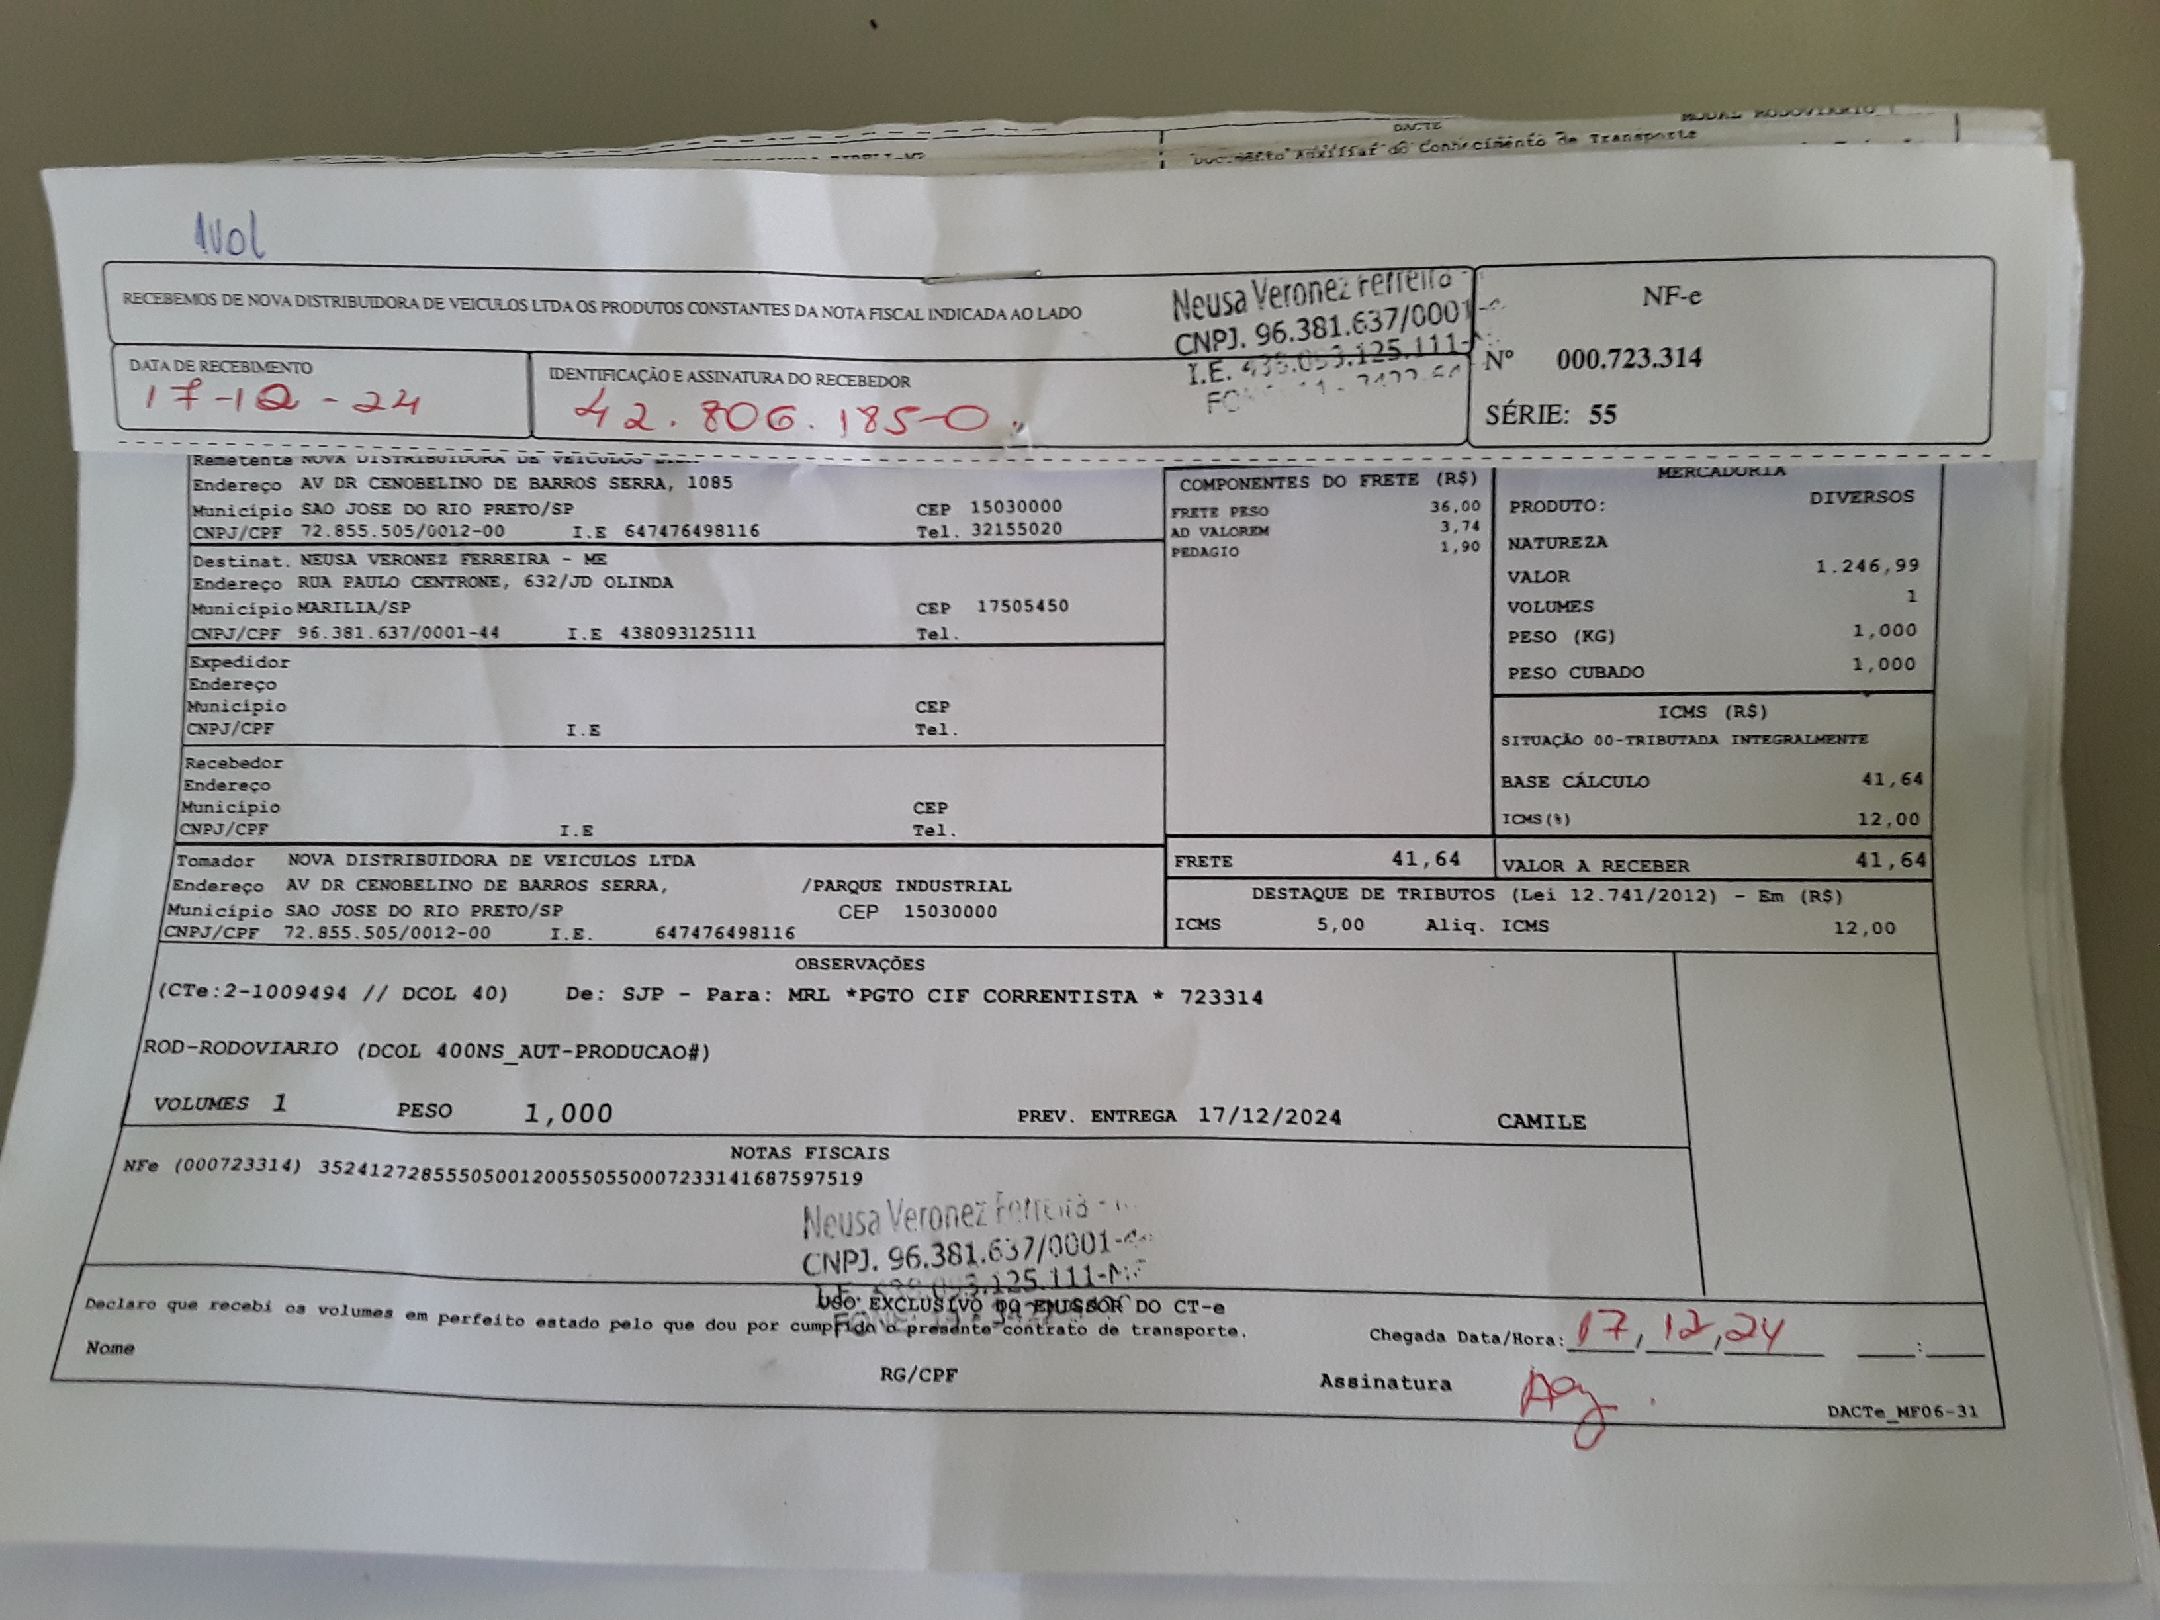 MODAL RODOVIARIO
DACTE
Documento Auxiliar do Conhecimento de Transporte
1Vol
RECEBEMOS DE NOVA DISTRIBUIDORA DE VEICULOS LTDA OS PRODUTOS CONSTANTES DA NOTA FISCAL INDICADA AO LADO
Neusa Veronez Ferreira -
CNPJ. 96.381.637/0001-
I.E. 438.093.125.111-
NF-e
Nº 000.723.314
SÉRIE: 55
DATA DE RECEBIMENTO
17-12-24
IDENTIFICAÇÃO E ASSINATURA DO RECEBEDOR
42.806.185-0.
Remetente NOVA DISTRIBUIDORA DE VEICULOS
Endereço AV DR CENOBELINO DE BARROS SERRA, 1085
Município SAO JOSE DO RIO PRETO/SP CEP 15030000
CNPJ/CPF 72.855.505/0012-00 I.E 647476498116 Tel. 32155020
Destinat. NEUSA VERONEZ FERREIRA - ME
Endereço RUA PAULO CENTRONE, 632/JD OLINDA
Município MARILIA/SP CEP 17505450
CNPJ/CPF 96.381.637/0001-44 I.E 438093125111 Tel.
Expedidor
Endereço
Município CEP
CNPJ/CPF I.E Tel.
Recebedor
Endereço
Município CEP
CNPJ/CPF I.E Tel.
Tomador NOVA DISTRIBUIDORA DE VEICULOS LTDA
Endereço AV DR CENOBELINO DE BARROS SERRA, /PARQUE INDUSTRIAL
Município SAO JOSE DO RIO PRETO/SP CEP 15030000
CNPJ/CPF 72.855.505/0012-00 I.E. 647476498116
COMPONENTES DO FRETE (R$)
FRETE PESO 36,00
AD VALOREM 3,74
PEDAGIO 1,90
MERCADORIA
PRODUTO: DIVERSOS
NATUREZA
VALOR 1.246,99
VOLUMES 1
PESO (KG) 1,000
PESO CUBADO 1,000
ICMS (R$)
SITUAÇÃO 00-TRIBUTADA INTEGRALMENTE
BASE CÁLCULO 41,64
ICMS(%) 12,00
FRETE 41,64
VALOR A RECEBER 41,64
DESTAQUE DE TRIBUTOS (Lei 12.741/2012) - Em (R$)
ICMS 5,00 Aliq. ICMS 12,00
OBSERVAÇÕES
(CTe:2-1009494 // DCOL 40) De: SJP - Para: MRL *PGTO CIF CORRENTISTA * 723314
ROD-RODOVIARIO (DCOL 400NS_AUT-PRODUCAO#)
VOLUMES 1 PESO 1,000 PREV. ENTREGA 17/12/2024 CAMILE
NOTAS FISCAIS
NFe (000723314) 35241272855505001200550550007233141687597519
Neusa Veronez Ferreira -
CNPJ. 96.381.637/0001-
USO EXCLUSIVO DO EMISSOR DO CT-e
Declaro que recebi os volumes em perfeito estado pelo que dou por cumprido o presente contrato de transporte.
Chegada Data/Hora: 17,12,24 :
Nome RG/CPF Assinatura
DACTe_MF06-31